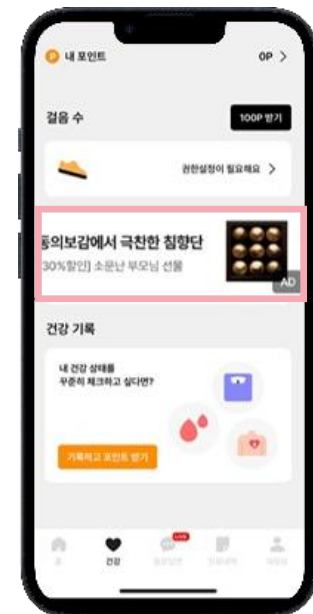 P 내 포인트 0P >
걸음 수 100P 받기
권한설정이 필요해요 >
동의보감에서 극찬한 침향단
30%할인] 소문난 부모님 선물
AD
건강 기록
내 건강 상태를
꾸준히 체크하고 싶다면?
기록하고 포인트 받기
LIVE
홈 건강